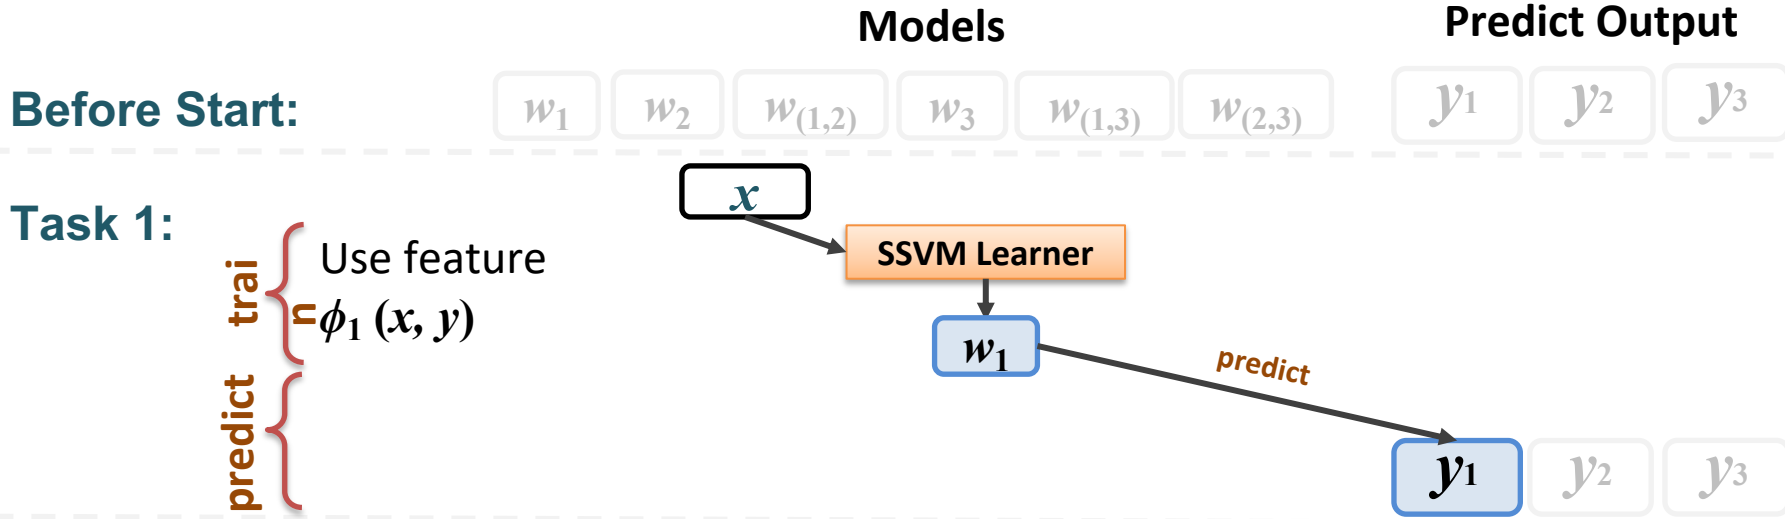 Models
Predict Output
Before Start:
w1 w2 w(1,2) w3 w(1,3) w(2,3) y1 y2 y3
x
Task 1:
trai
n
Use feature
ϕ1 (x, y)
SSVM Learner
w1
predict
predict
y1 y2 y3